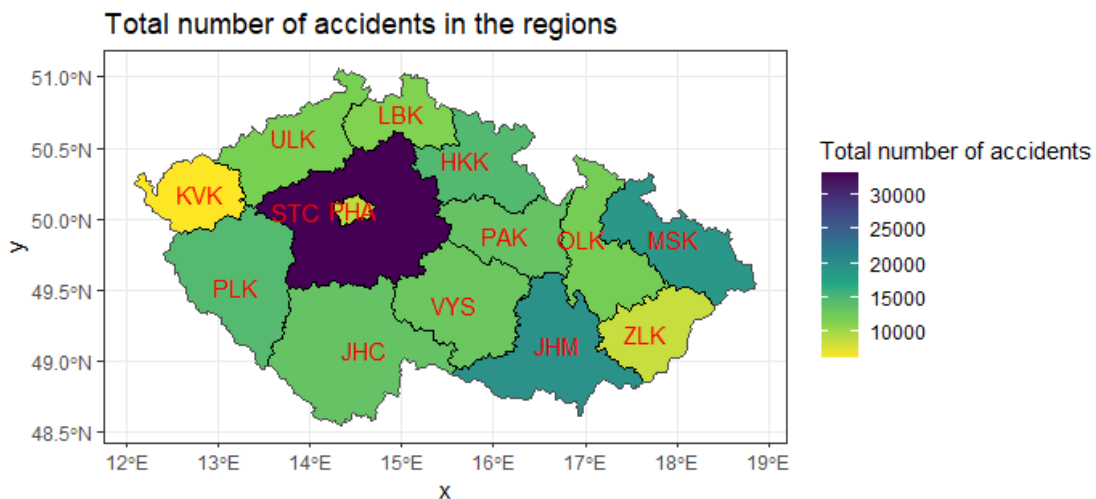 Total number of accidents in the regions
51.0°N
50.5°N
50.0°N
49.5°N
49.0°N
48.5°N
y
LBK
ULK
HKK
KVK
STC PHA
PAK OLK MSK
PLK
VYS
ZLK
JHC JHM
12°E 13°E 14°E 15°E 16°E 17°E 18°E 19°E
x
Total number of accidents
30000
25000
20000
15000
10000